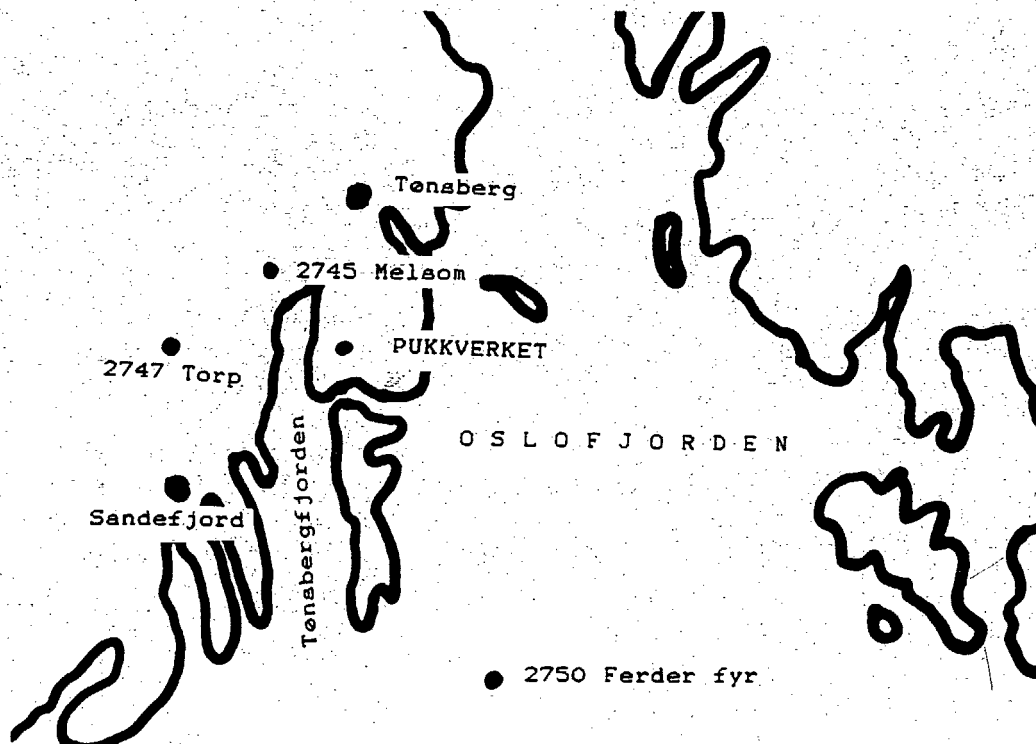 Tønsberg
2745 Melsom
PUKKVERKET
2747 Torp
OSLOFJORDEN
Tønsbergfjorden
Sandefjord
2750 Ferder fyr